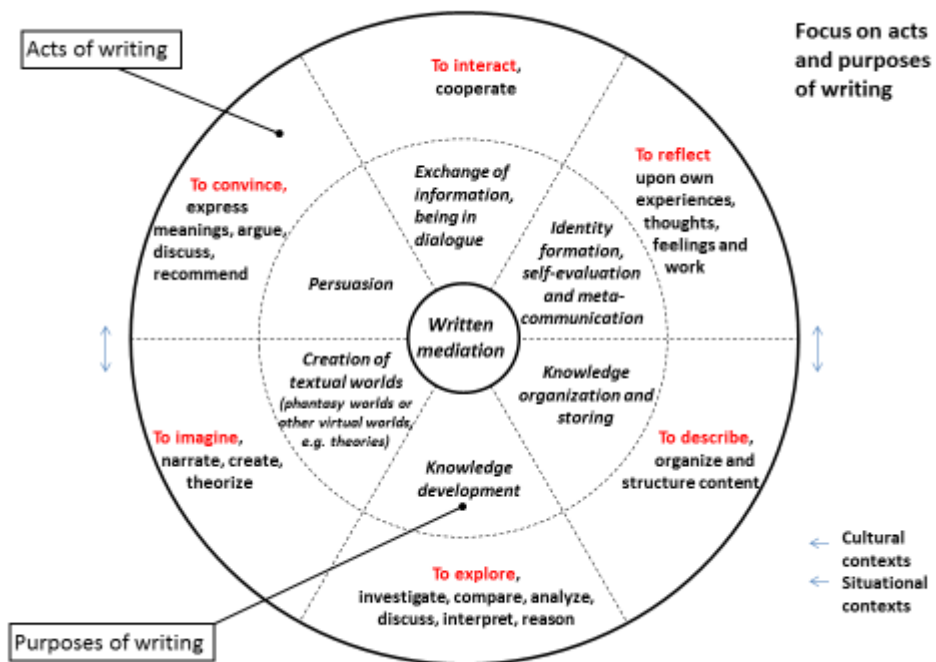 Acts of writing
Focus on acts
and purposes
of writing
To interact,
cooperate
To reflect
upon own
experiences,
thoughts,
feelings and
work
To convince,
express
meanings, argue,
discuss,
recommend
Exchange of
information,
being in
dialogue
Identity
formation,
self-evaluation
and meta-
communication
Persuasion
Written
mediation
Creation of
textual worlds
(phantasy worlds or
other virtual worlds,
e.g. theories)
Knowledge
organization and
storing
To imagine,
narrate, create,
theorize
To describe,
organize and
structure content
Knowledge
development
To explore,
investigate, compare, analyze,
discuss, interpret, reason
Cultural
contexts
Situational
contexts
Purposes of writing